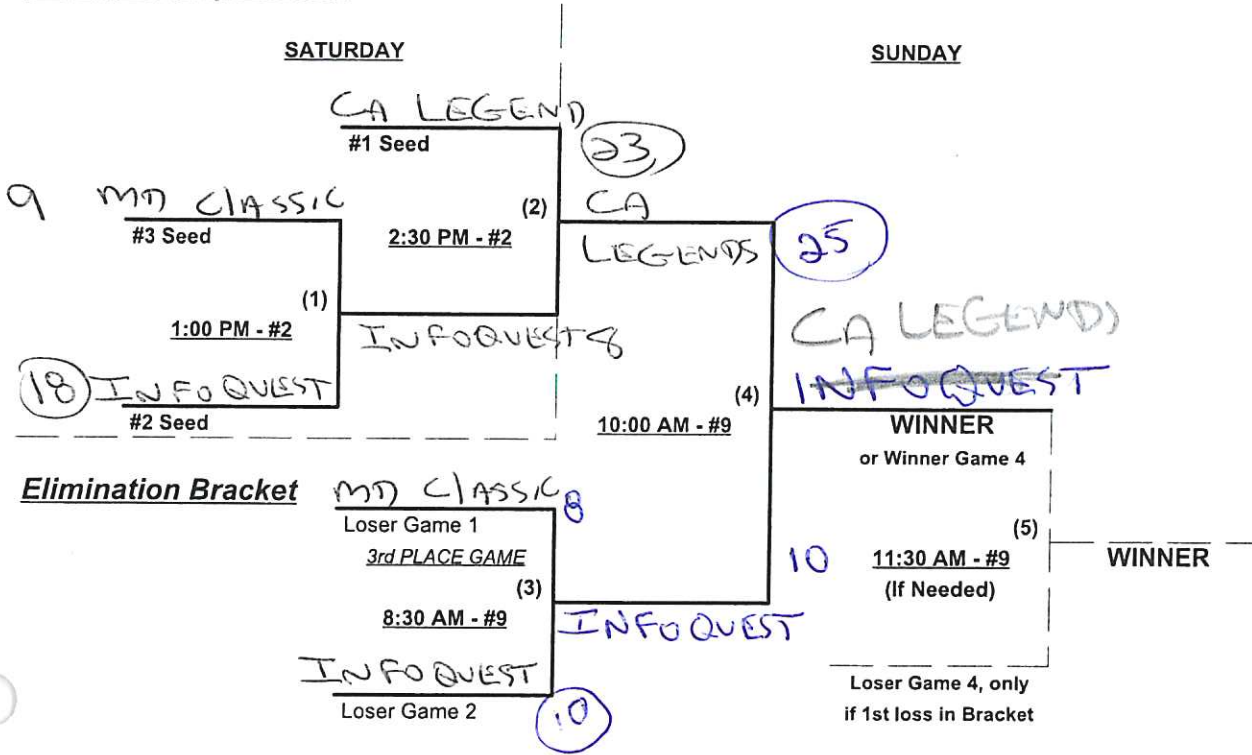 SATURDAY
SUNDAY
CA LEGEND
#1 Seed
23
9 MD CLASSIC
#3 Seed
(2)
2:30 PM - #2
CA
LEGENDS
25
(1)
1:00 PM - #2
INFOQUEST 8
CA LEGENDS
INFOQUEST
18 INFOQUEST
#2 Seed
(4)
10:00 AM - #9
WINNER
or Winner Game 4
Elimination Bracket
MD CLASSIC 8
Loser Game 1
3rd PLACE GAME
(3)
8:30 AM - #9
INFOQUEST
10
(5)
11:30 AM - #9
(If Needed)
WINNER
INFOQUEST
Loser Game 2
10
Loser Game 4, only
if 1st loss in Bracket